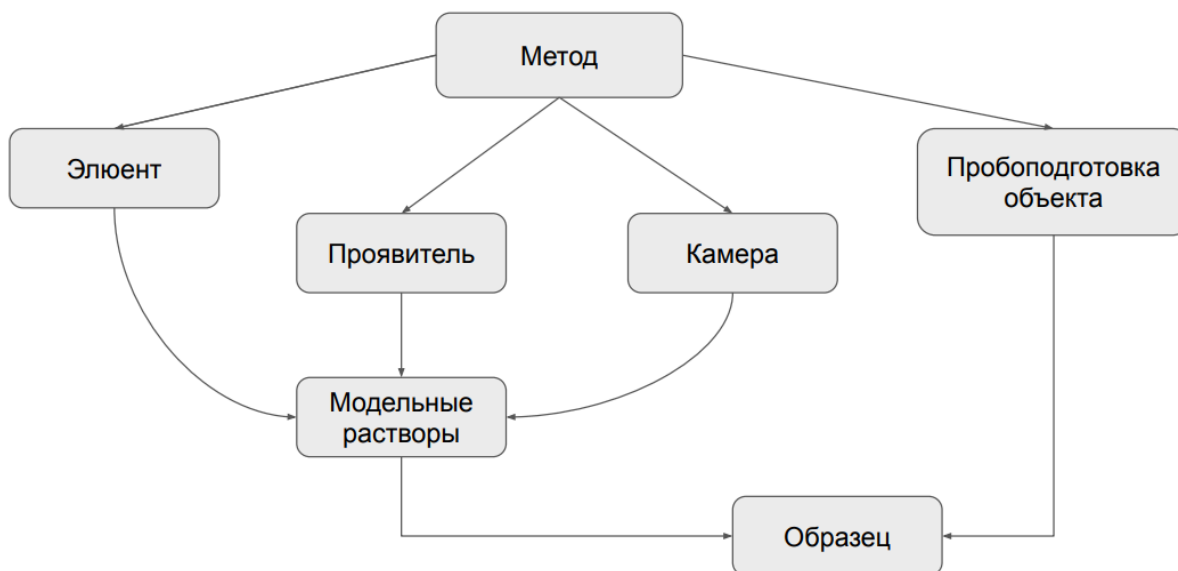 Метод
Элюент
Пробоподготовка
объекта
Проявитель
Камера
Модельные
растворы
Образец